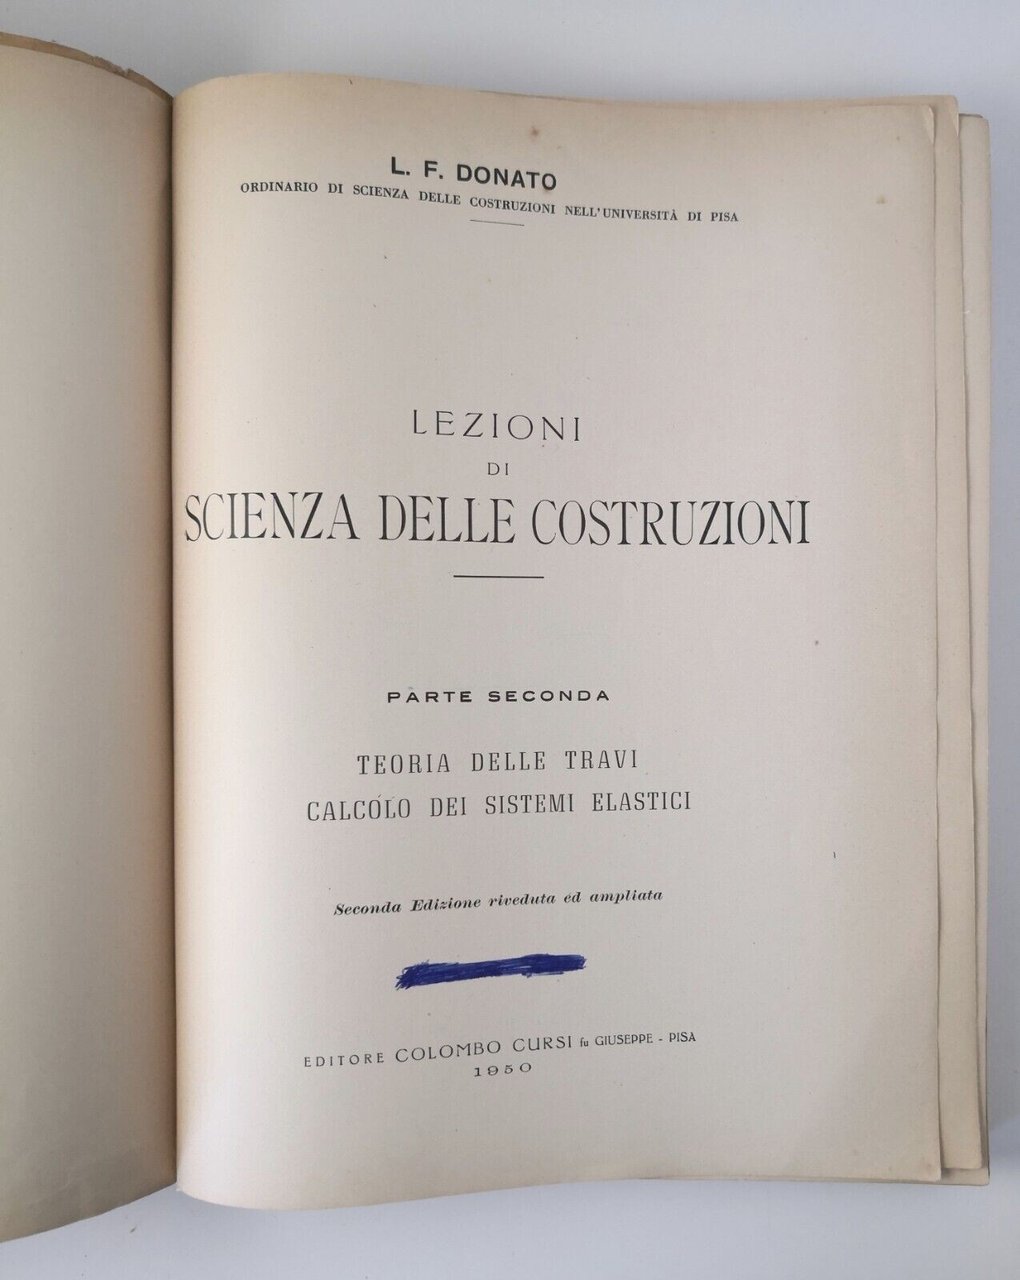 L. F. DONATO
ORDINARIO DI SCIENZA DELLE COSTRUZIONI NELL'UNIVERSITÀ DI PISA
LEZIONI
DI
SCIENZA DELLE COSTRUZIONI
PARTE SECONDA
TEORIA DELLE TRAVI
CALCOLO DEI SISTEMI ELASTICI
Seconda Edizione riveduta ed ampliata
EDITORE COLOMBO CURSI fu GIUSEPPE - PISA
1950